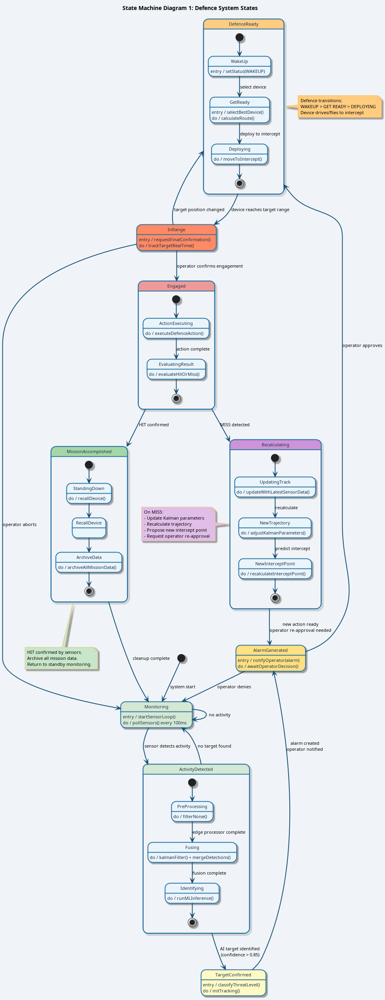 State Machine Diagram 1: Defence System States
DefenceReady
WakeUp
entry / setStatus(WAKEUP)
select device
GetReady
entry / selectBestDevice()
do / calculateRoute()
deploy to intercept
Deploying
do / moveToIntercept()
Defence transitions:
WAKEUP > GET READY > DEPLOYING
Device drives/flies to intercept
target position changed
device reaches target range
InRange
entry / requestFinalConfirmation()
do / trackTargetRealTime()
operator confirms engagement
Engaged
ActionExecuting
do / executeDefenceAction()
action complete
EvaluatingResult
do / evaluateHitOrMiss()
operator approves
HIT confirmed
MISS detected
MissionAccomplished
StandingDown
do / recallDevice()
RecallDevice
ArchiveData
do / archiveAllMissionData()
operator aborts
Recalculating
UpdatingTrack
do / updateWithLatestSensorData()
recalculate
NewTrajectory
do / adjustKalmanParameters()
predict intercept
NewInterceptPoint
do / recalculateInterceptPoint()
On MISS:
- Update Kalman parameters
- Recalculate trajectory
- Propose new intercept point
- Request operator re-approval
new action ready
operator re-approval needed
HIT confirmed by sensors.
Archive all mission data.
Return to standby monitoring.
cleanup complete
AlarmGenerated
entry / notifyOperator(alarm)
do / awaitOperatorDecision()
system start
operator denies
Monitoring
entry / startSensorLoop()
do / pollSensors() every 100ms
no activity
sensor detects activity
no target found
alarm created
operator notified
ActivityDetected
PreProcessing
do / filterNoise()
edge processor complete
Fusing
do / kalmanFilter() + mergeDetections()
fusion complete
Identifying
do / runMLInference()
AI target identified
(confidence > 0.85)
TargetConfirmed
entry / classifyThreatLevel()
do / initTracking()